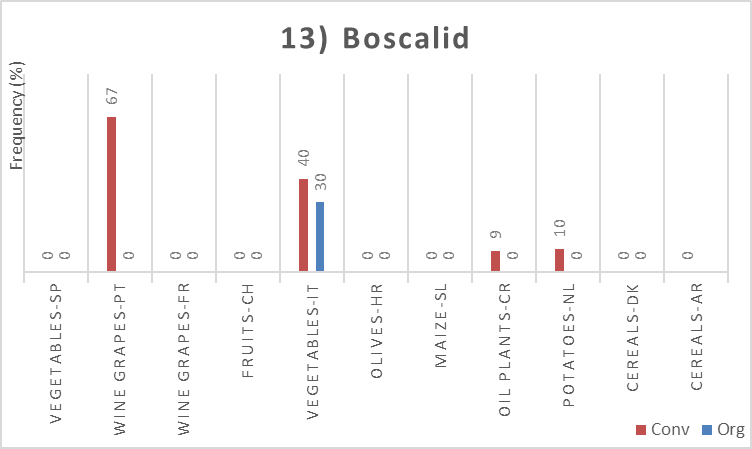 13) Boscalid
Frequency (%)
0 0
67 0
0 0
0 0
40 30
0 0
0 0
9 0
10 0
0 0
0
VEGETABLES-SP
WINE GRAPES-PT
WINE GRAPES-FR
FRUITS-CH
VEGETABLES-IT
OLIVES-HR
MAIZE-SL
OIL PLANTS-CR
POTATOES-NL
CEREALS-DK
CEREALS-AR
Conv Org